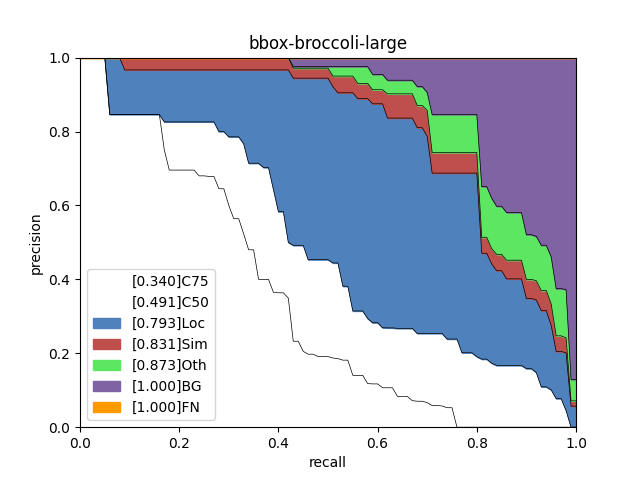 bbox-broccoli-large
1.0
0.8
0.6
0.4
0.2
0.0
precision
[0.340]C75
[0.491]C50
[0.793]Loc
[0.831]Sim
[0.873]Oth
[1.000]BG
[1.000]FN
0.0 0.2 0.4 0.6 0.8 1.0
recall